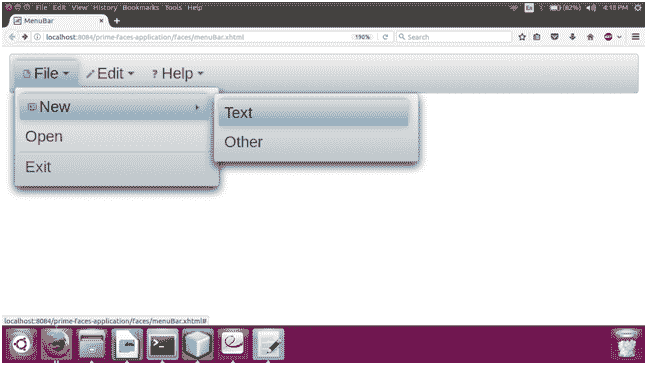 File Edit View History Bookmarks Tools Help
En (82%) 4:18 PM
MenuBar × +
localhost:8084/prime-faces-application/faces/menuBar.xhtml 190% Search
File Edit ? Help
New
Text
Open
Other
Exit
localhost:8084/prime-faces-application/faces/menuBar.xhtml#